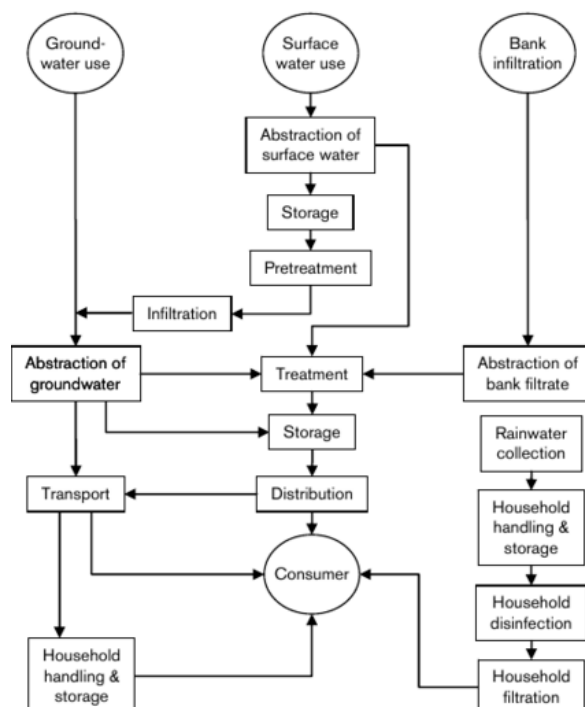 Ground-
water use
Surface
water use
Bank
infiltration
Abstraction of
surface water
Storage
Pretreatment
Infiltration
Abstraction of
groundwater
Treatment
Abstraction of
bank filtrate
Storage
Rainwater
collection
Transport
Distribution
Household
handling &
storage
Consumer
Household
disinfection
Household
handling &
storage
Household
filtration